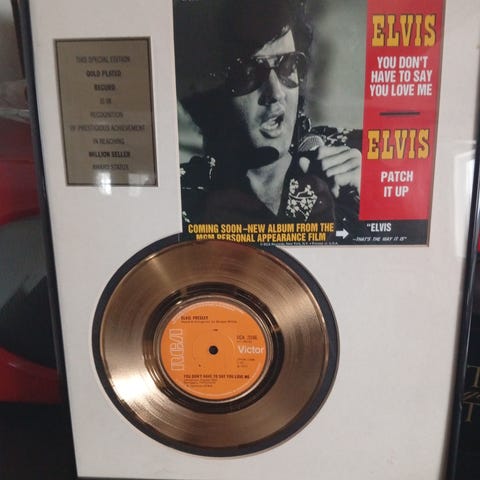 THIS SPECIAL EDITION
GOLD PLATED
RECORD
IS IN
RECOGNITION
OF PRESTIGIOUS ACHIEVEMENT
IN REACHING
MILLION SELLER
AWARD STATUS
ELVIS
YOU DON'T
HAVE TO SAY
YOU LOVE ME
ELVIS
PATCH
IT UP
COMING SOON-NEW ALBUM FROM THE
MGM PERSONAL APPEARANCE FILM
"ELVIS
-THAT'S THE WAY IT IS"
ELVIS PRESLEY
RCA
Victor
YOU DON'T HAVE TO SAY YOU LOVE ME